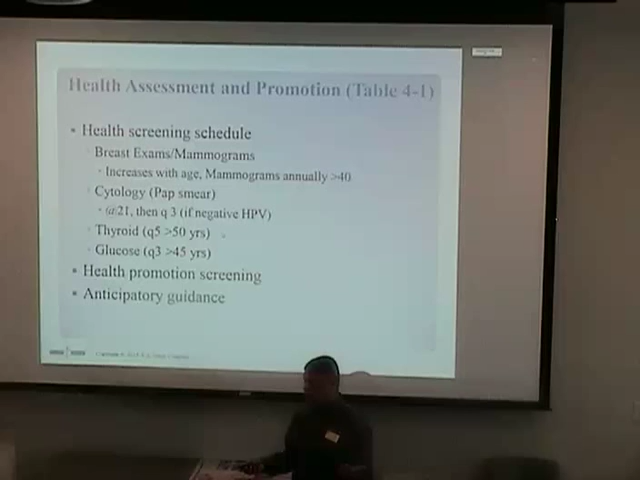 Health Assessment and Promotion (Table 4-1)
▪ Health screening schedule
· Breast Exams/Mammograms
· Increases with age, Mammograms annually >40
· Cytology (Pap smear)
· @21, then q 3 (if negative HPV)
· Thyroid (q5 >50 yrs)
· Glucose (q3 >45 yrs)
▪ Health promotion screening
▪ Anticipatory guidance